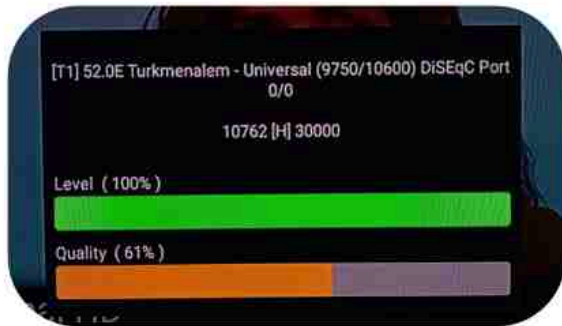 [T1] 52.0E Turkmenalem - Universal (9750/10600) DiSEqC Port
0/0
10762 [H] 30000
Level ( 100% )
Quality ( 61% )